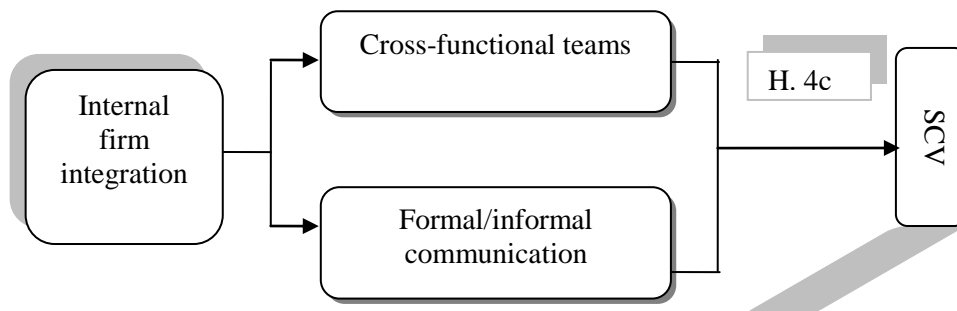 Internal
firm
integration
Cross-functional teams
Formal/informal
communication
H. 4c
SCV